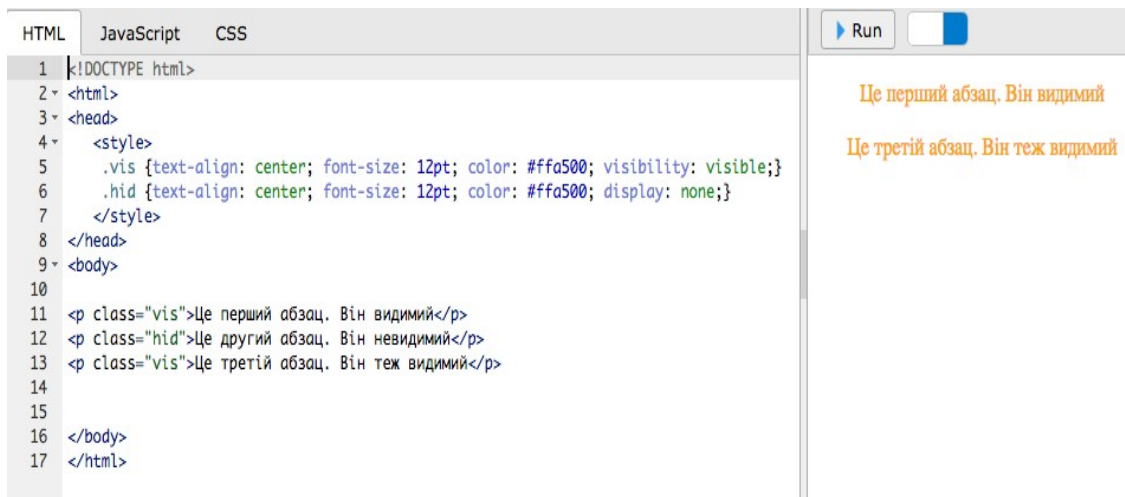 HTML JavaScript CSS
Run
1 <!DOCTYPE html>
2 <html>
3 <head>
4 <style>
5 .vis {text-align: center; font-size: 12pt; color: #ffa500; visibility: visible;}
6 .hid {text-align: center; font-size: 12pt; color: #ffa500; display: none;}
7 </style>
8 </head>
9 <body>
10
11 <p class="vis">Це перший абзац. Він видимий</p>
12 <p class="hid">Це другий абзац. Він невидимий</p>
13 <p class="vis">Це третій абзац. Він теж видимий</p>
14
15
16 </body>
17 </html>
Це перший абзац. Він видимий
Це третій абзац. Він теж видимий